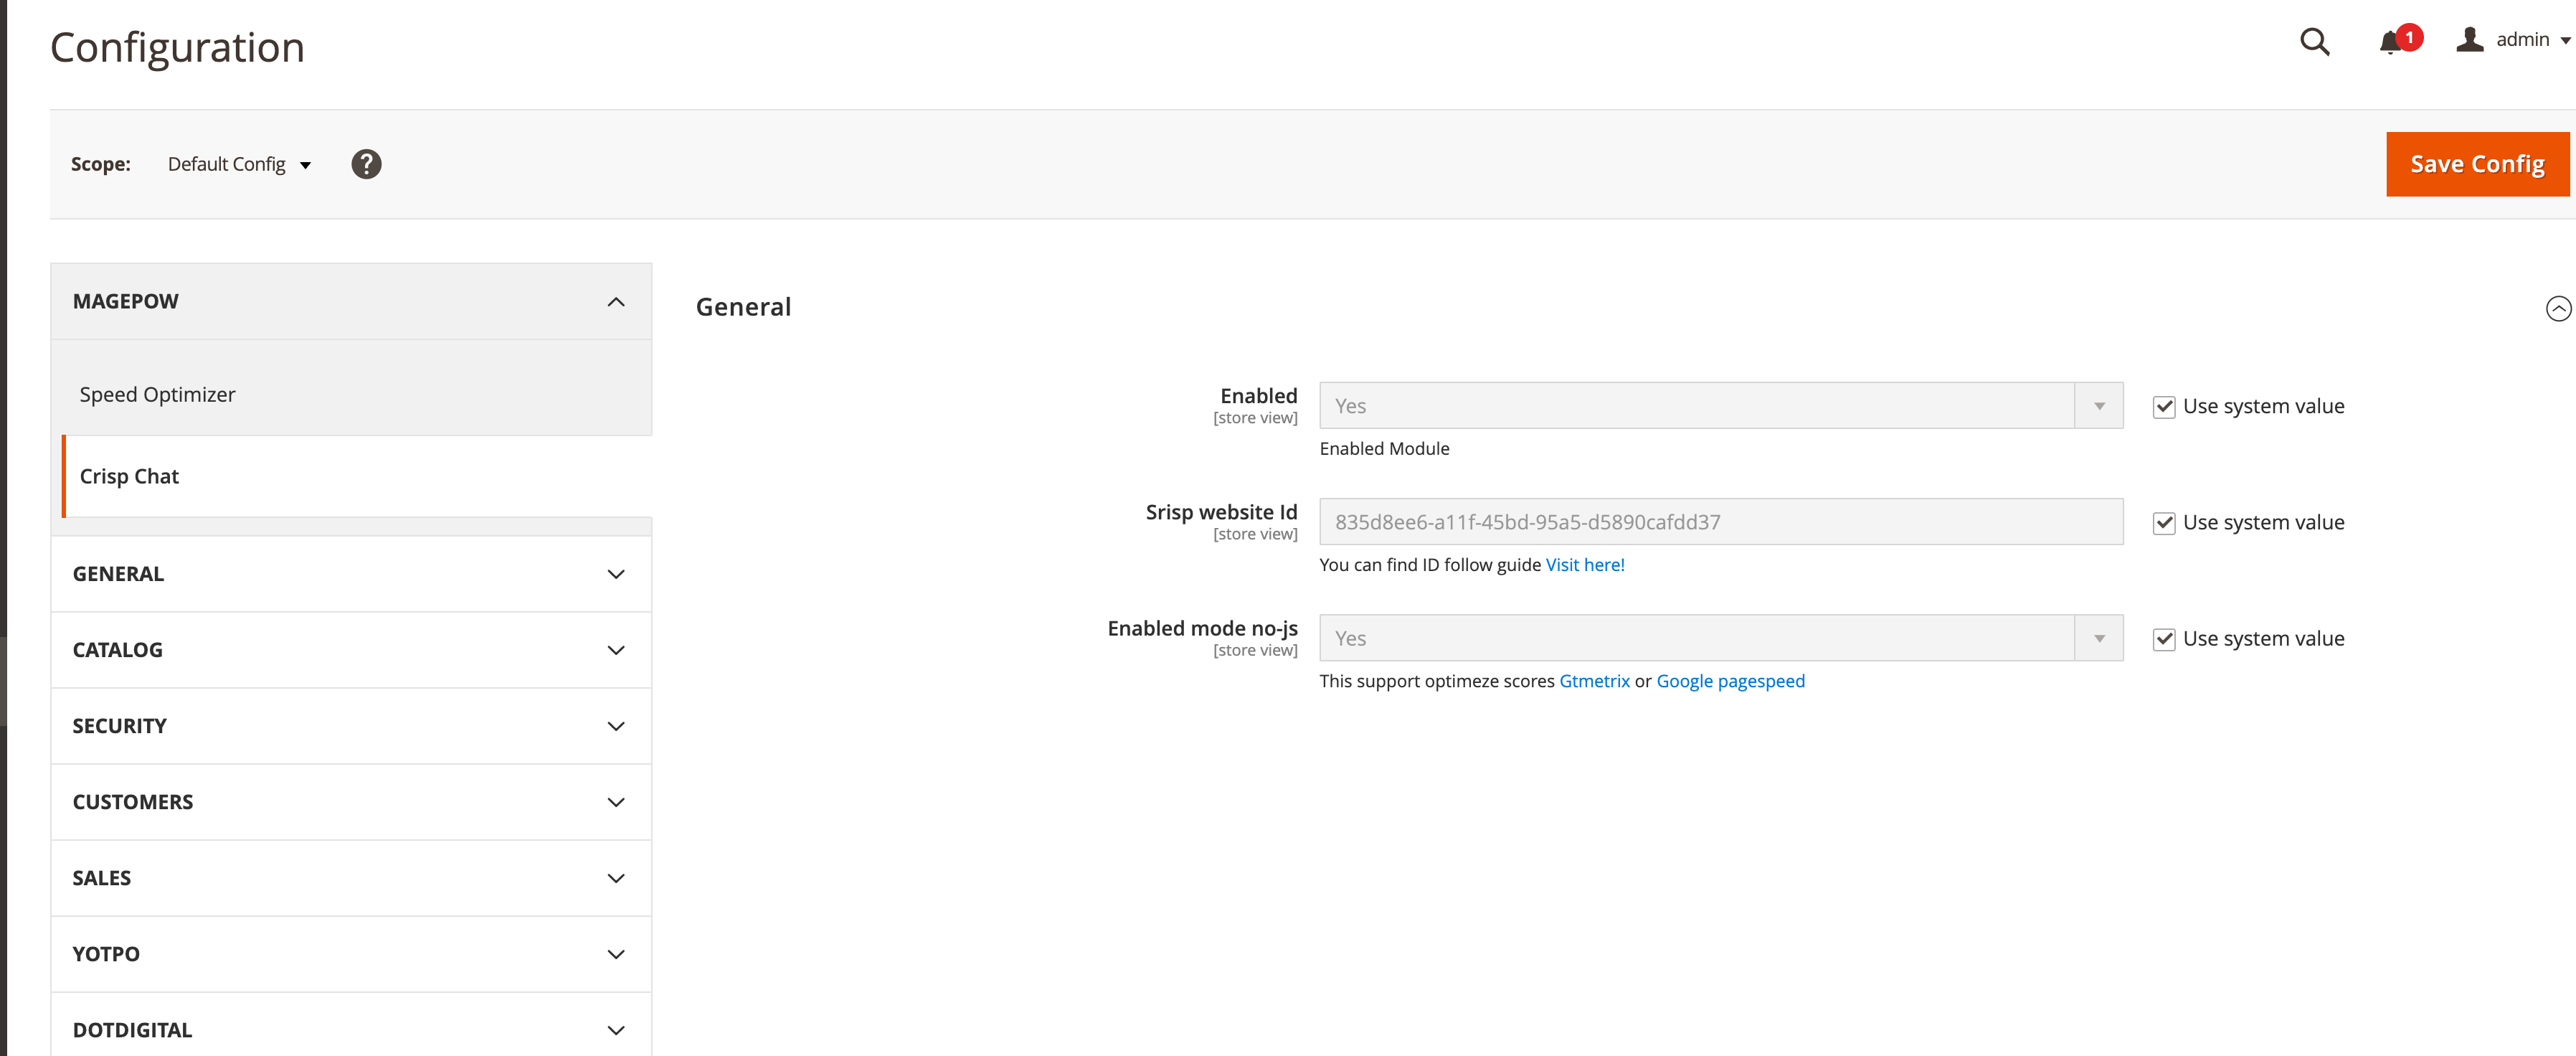 Configuration
1
admin
Scope:
Default Config
?
Save Config
MAGEPOW
Speed Optimizer
Crisp Chat
GENERAL
CATALOG
SECURITY
CUSTOMERS
SALES
YOTPO
DOTDIGITAL
General
Enabled
[store view]
Yes
Use system value
Enabled Module
Srisp website Id
[store view]
835d8ee6-a11f-45bd-95a5-d5890cafdd37
Use system value
You can find ID follow guide Visit here!
Enabled mode no-js
[store view]
Yes
Use system value
This support optimeze scores Gtmetrix or Google pagespeed